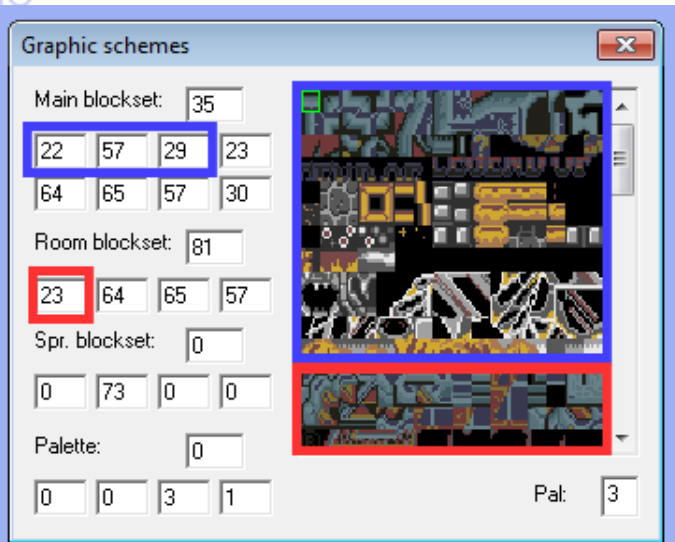 Graphic schemes
Main blockset: 35
22 57 29 23
64 65 57 30
Room blockset: 81
23 64 65 57
Spr. blockset: 0
0 73 0 0
Palette: 0
0 0 3 1
Pal: 3